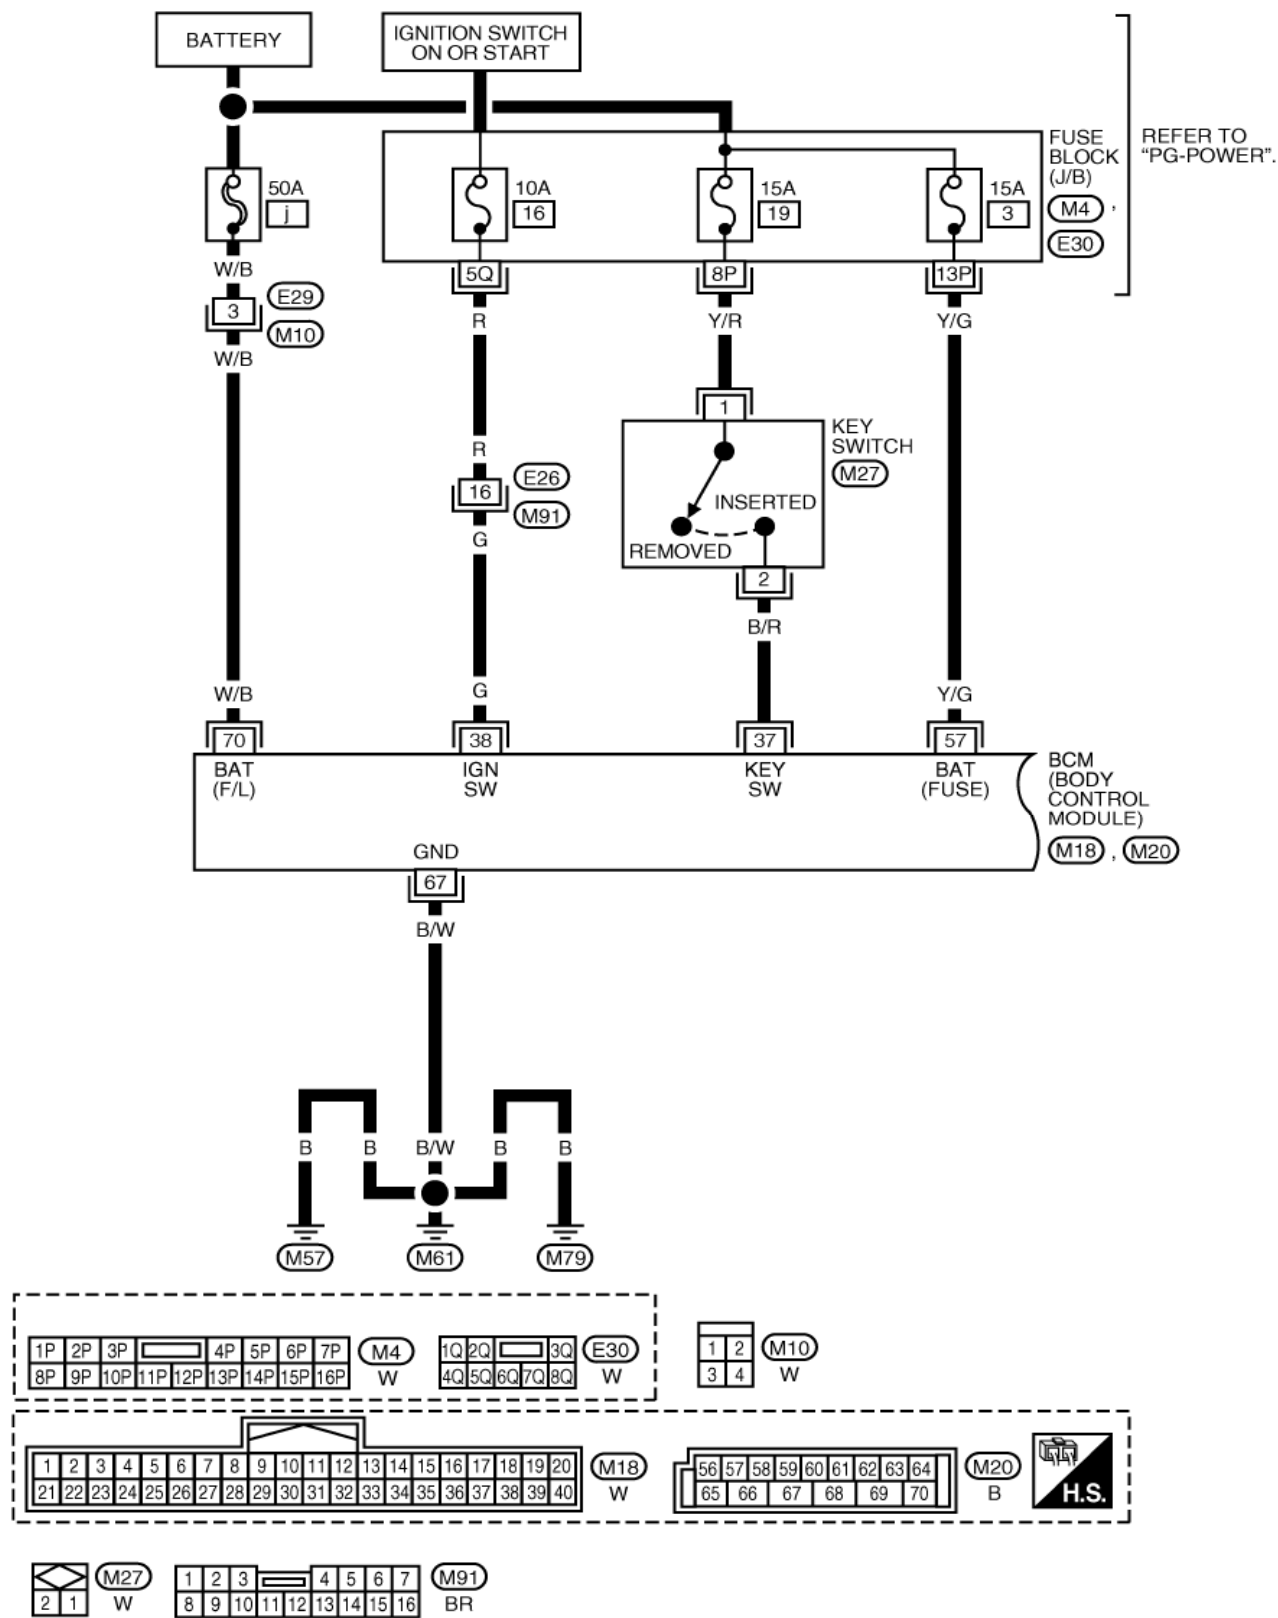 BATTERY
IGNITION SWITCH
ON OR START
REFER TO
"PG-POWER".
FUSE
BLOCK
(J/B)
M4 ,
E30
50A
j
10A
16
15A
19
15A
3
5Q
8P
13P
W/B
3
E29
M10
W/B
R
Y/R
Y/G
R
16
E26
M91
G
1
KEY
SWITCH
M27
INSERTED
REMOVED
2
B/R
W/B
G
Y/G
70
38
37
57
BAT
(F/L)
IGN
SW
KEY
SW
BAT
(FUSE)
BCM
(BODY
CONTROL
MODULE)
M18 , M20
GND
67
B/W
B B B/W B B
M57 M61 M79
1P 2P 3P 4P 5P 6P 7P
8P 9P 10P 11P 12P 13P 14P 15P 16P
M4
W
1Q 2Q 3Q
4Q 5Q 6Q 7Q 8Q
E30
W
1 2
3 4
M10
W
1 2 3 4 5 6 7 8 9 10 11 12 13 14 15 16 17 18 19 20
21 22 23 24 25 26 27 28 29 30 31 32 33 34 35 36 37 38 39 40
M18
W
56 57 58 59 60 61 62 63 64
65 66 67 68 69 70
M20
B
H.S.
2 1
M27
W
1 2 3 4 5 6 7
8 9 10 11 12 13 14 15 16
M91
BR